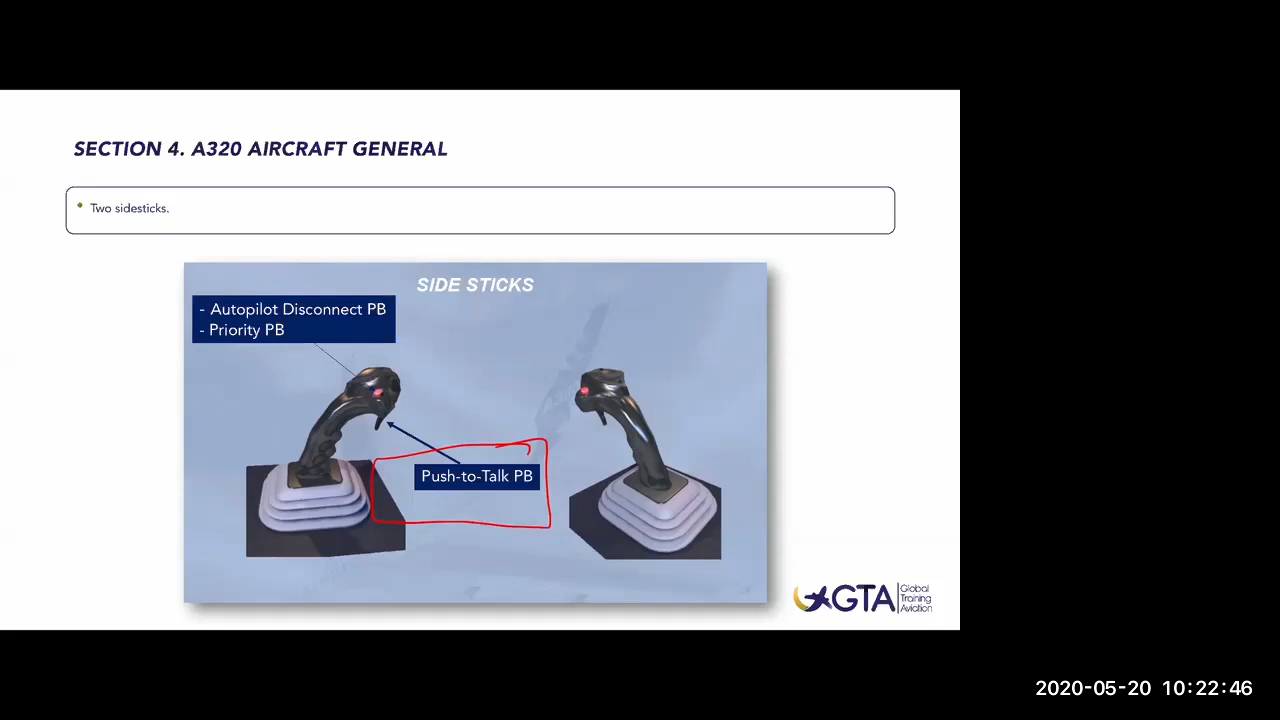 SECTION 4. A320 AIRCRAFT GENERAL
• Two sidesticks.
SIDE STICKS
- Autopilot Disconnect PB
- Priority PB
Push-to-Talk PB
GTA
Global
Training
Aviation
2020-05-20 10:22:46